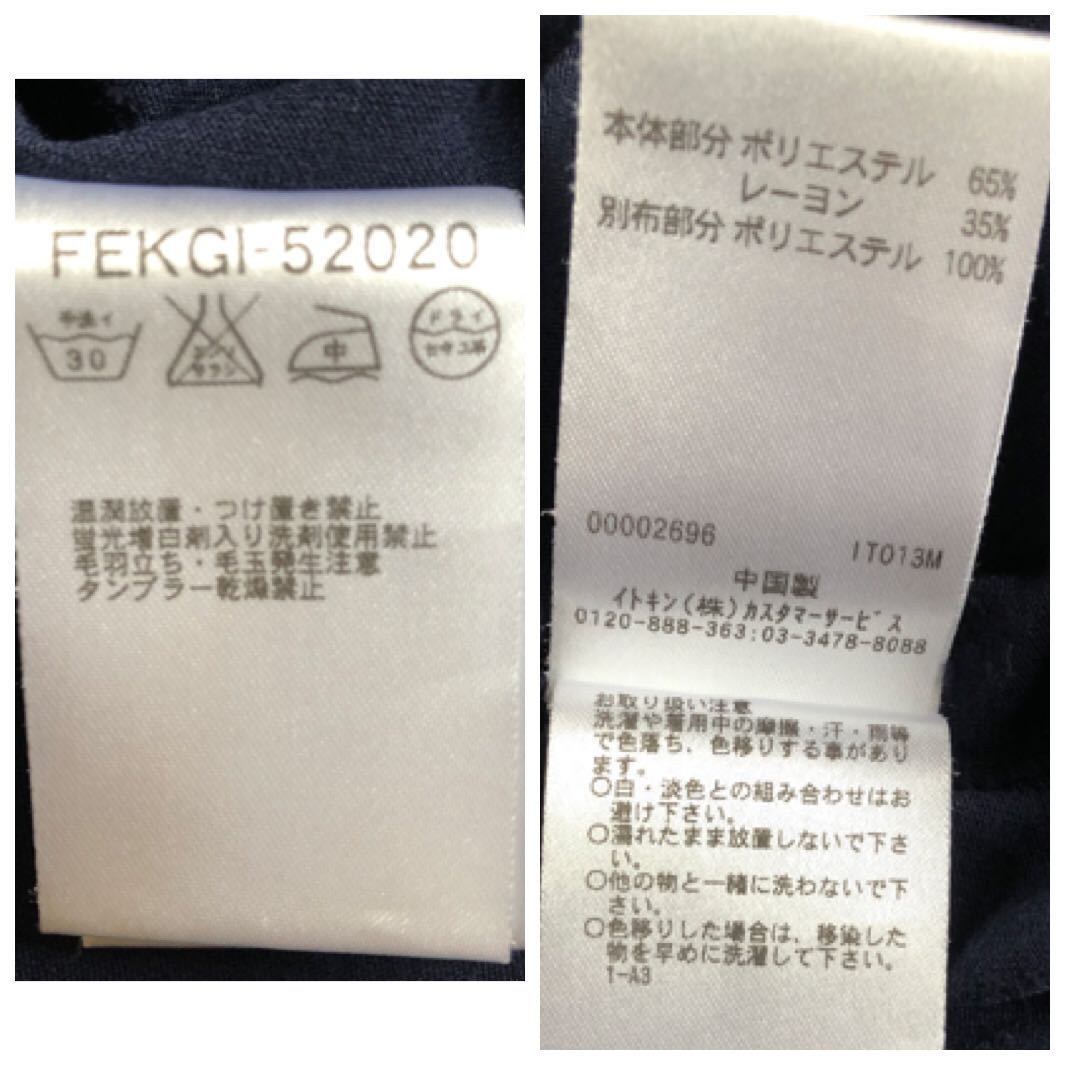 FEKGI-52020
手洗イ
30
エンソ
サラシ
中
ドライ
セキユ系
湿潤放置・つけ置き禁止
蛍光増白剤入り洗剤使用禁止
毛羽立ち・毛玉発生注意
タンブラー乾燥禁止
本体部分 ポリエステル 65%
レーヨン 35%
別布部分 ポリエステル 100%
00002696 IT013M
中国製
イトキン(株)カスタマーサービス
0120-888-363:03-3478-8088
お取り扱い注意
洗濯や着用中の摩擦・汗・雨等
で色落ち、色移りする事があり
ます。
○白・淡色との組み合わせはお
避け下さい。
○濡れたまま放置しないで下さ
い。
○他の物と一緒に洗わないで下
さい。
○色移りした場合は、移染した
物を早めに洗濯して下さい。
1-A3